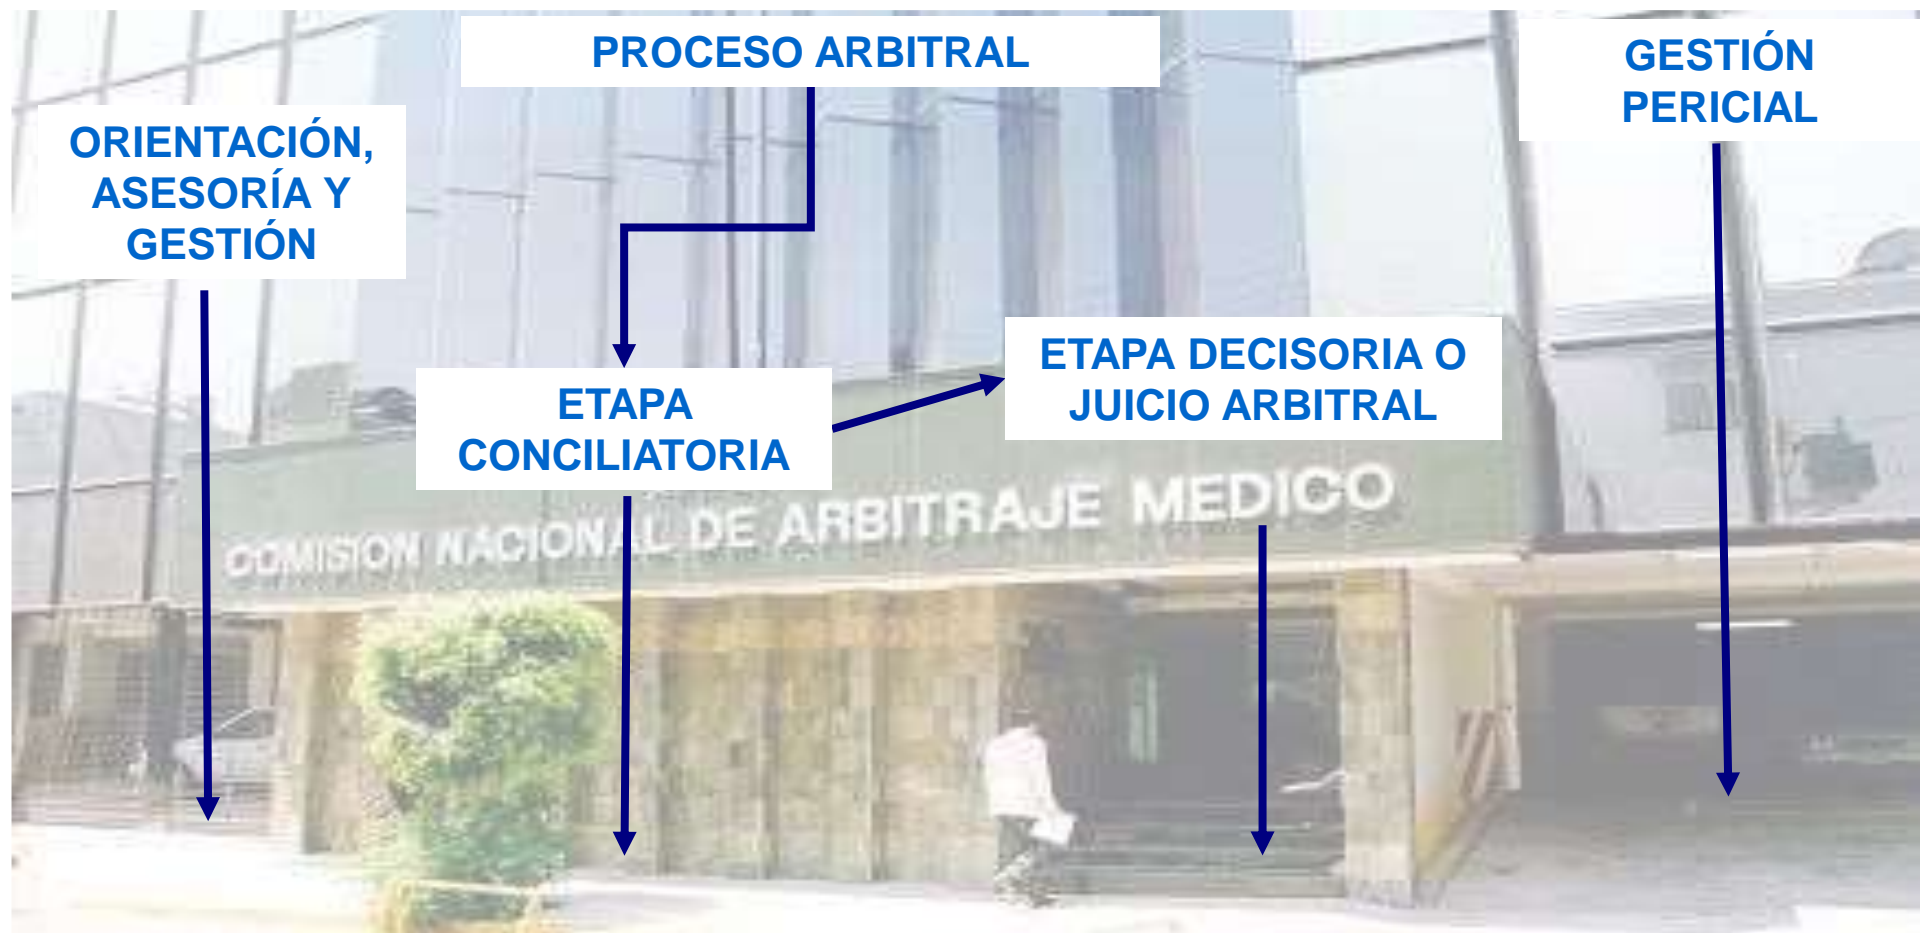 PROCESO ARBITRAL
GESTIÓN
PERICIAL
ORIENTACIÓN,
ASESORÍA Y
GESTIÓN
ETAPA DECISORIA O
JUICIO ARBITRAL
ETAPA
CONCILIATORIA
COMISION NACIONAL DE ARBITRAJE MEDICO